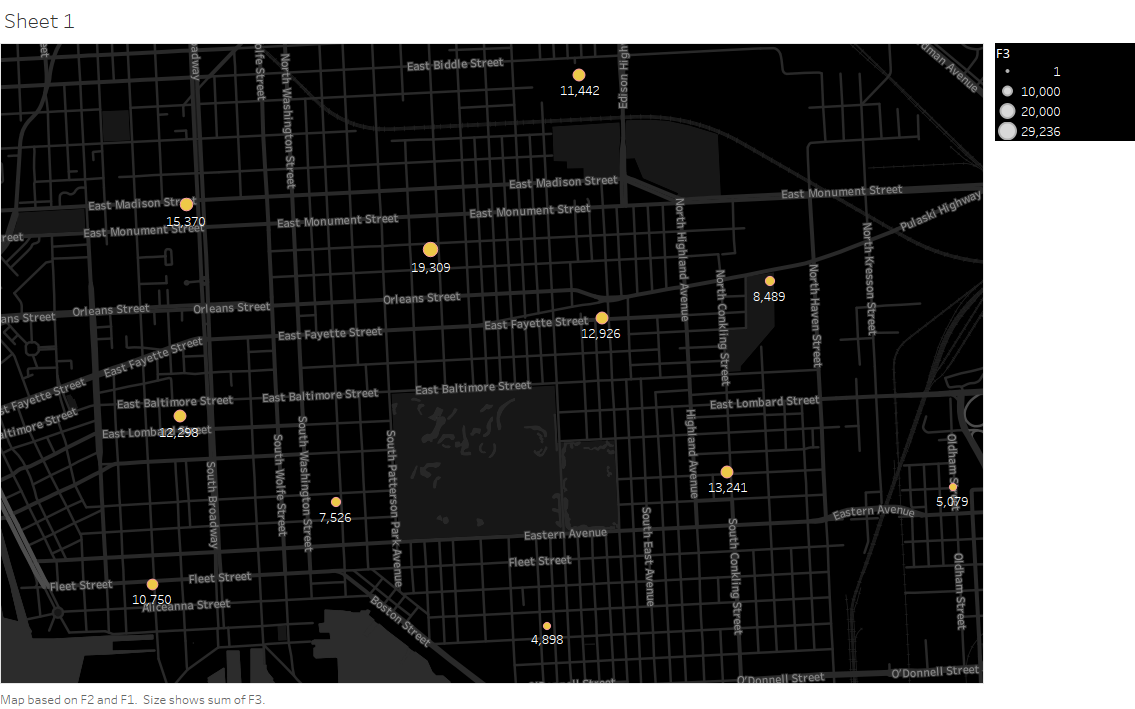 Sheet 1
East Biddle Street
North Washington Street
11,442
F3
1
10,000
20,000
29,236
East Madison Street
East Madison Street
15,370
East Monument Street
East Monument Street
East Monument Street
East Monument Street
Pulaski Highway
North Highland Avenue
North Kresson Street
19,309
8,489
North Conkling Street
North Haven Street
Orleans Street
Orleans Street
Orleans Street
East Fayette Street
East Fayette Street
East Fayette Street
12,926
East Baltimore Street
East Baltimore Street
East Baltimore Street
East Lombard Street
12,298
Highland Avenue
South Broadway
South Wolfe Street
South Washington Street
South Patterson Park Avenue
13,241
5,079
7,526
Eastern Avenue
Eastern Avenue
South East Avenue
South Conkling Street
Oldham Street
Fleet Street
Fleet Street
Fleet Street
10,750
Aliceanna Street
Boston Street
4,898
O'Donnell Street
O'Donnell Street
Map based on F2 and F1. Size shows sum of F3.